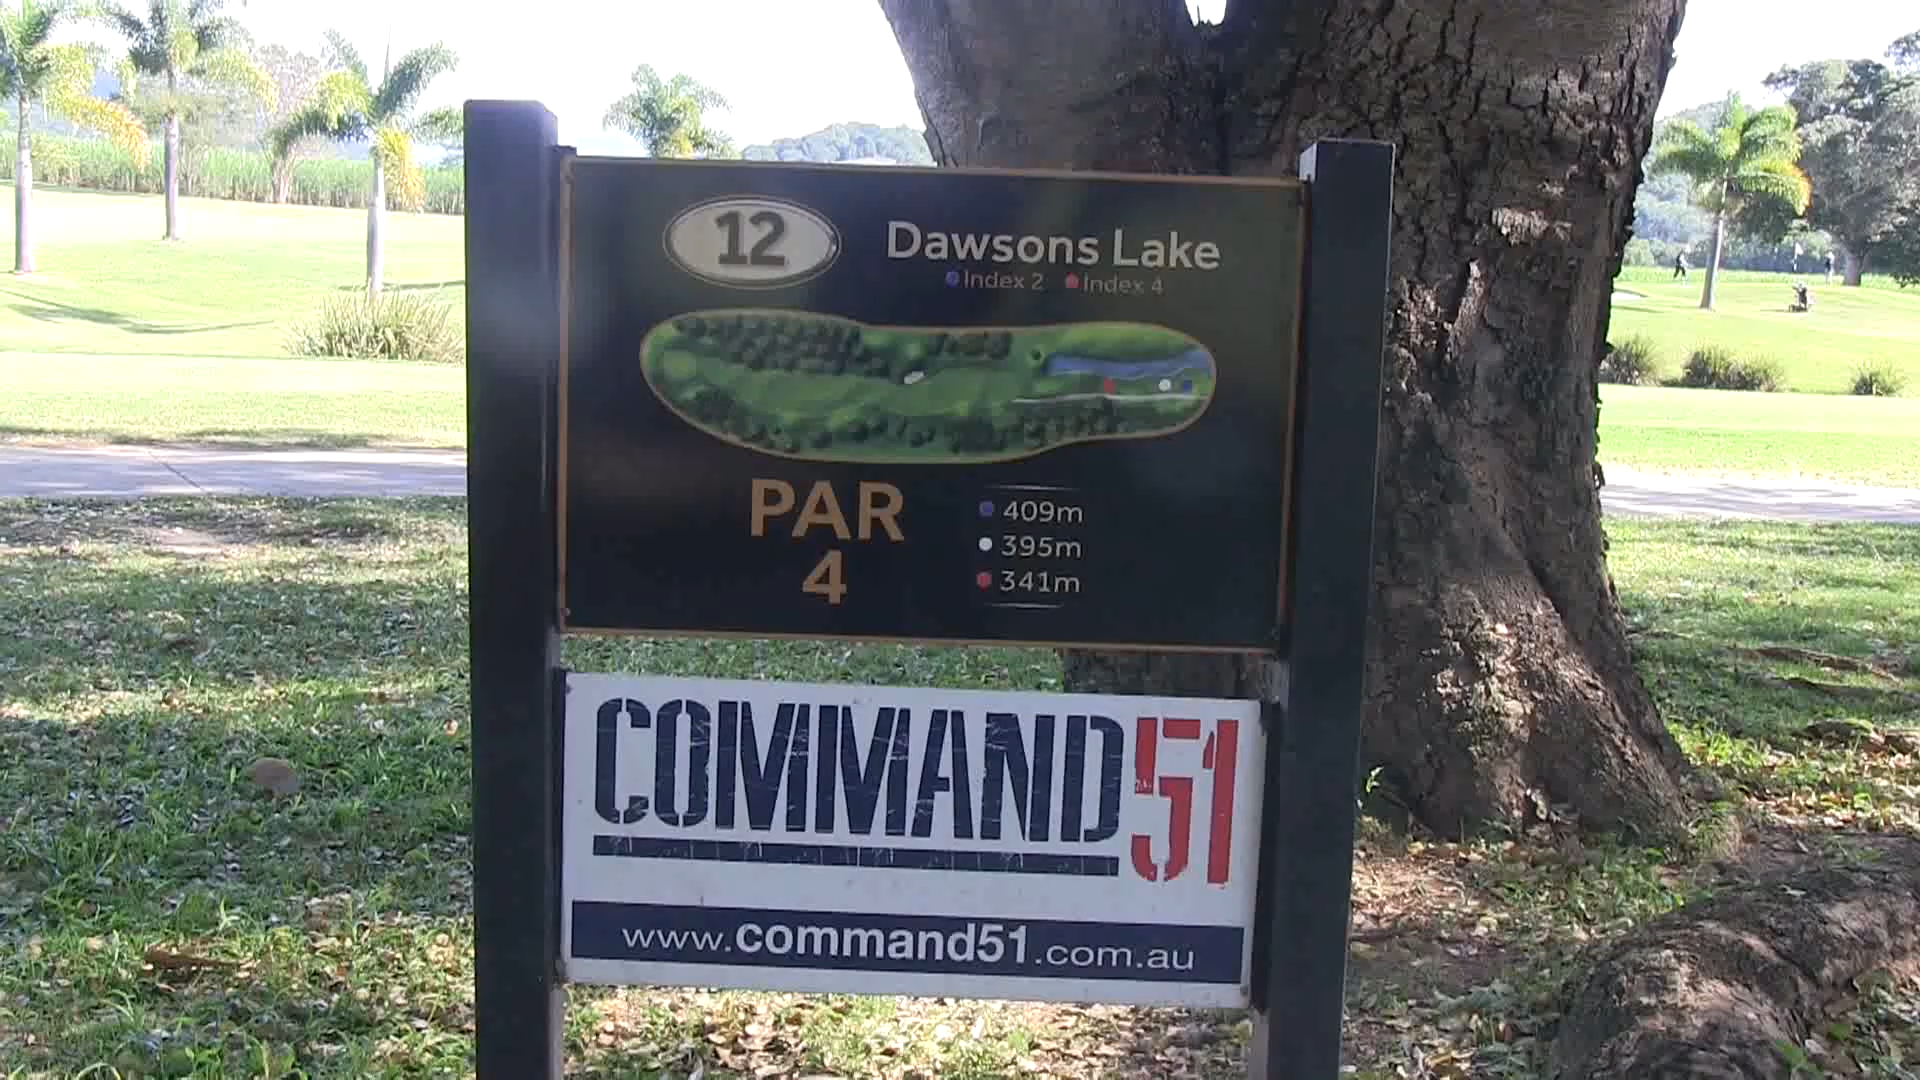 12
Dawsons Lake
Index 2 Index 4
PAR
4
409m
395m
341m
COMMAND51
www.command51.com.au